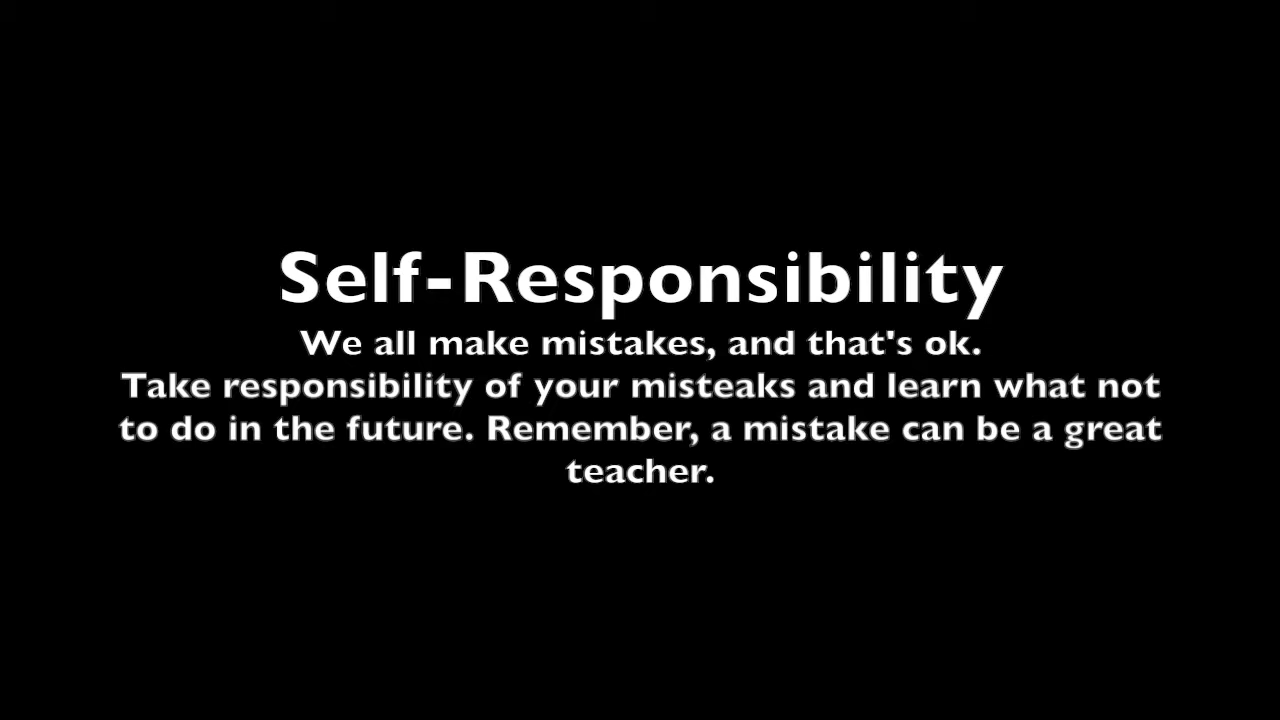 Self-Responsibility
We all make mistakes, and that's ok.
Take responsibility of your misteaks and learn what not
to do in the future. Remember, a mistake can be a great
teacher.